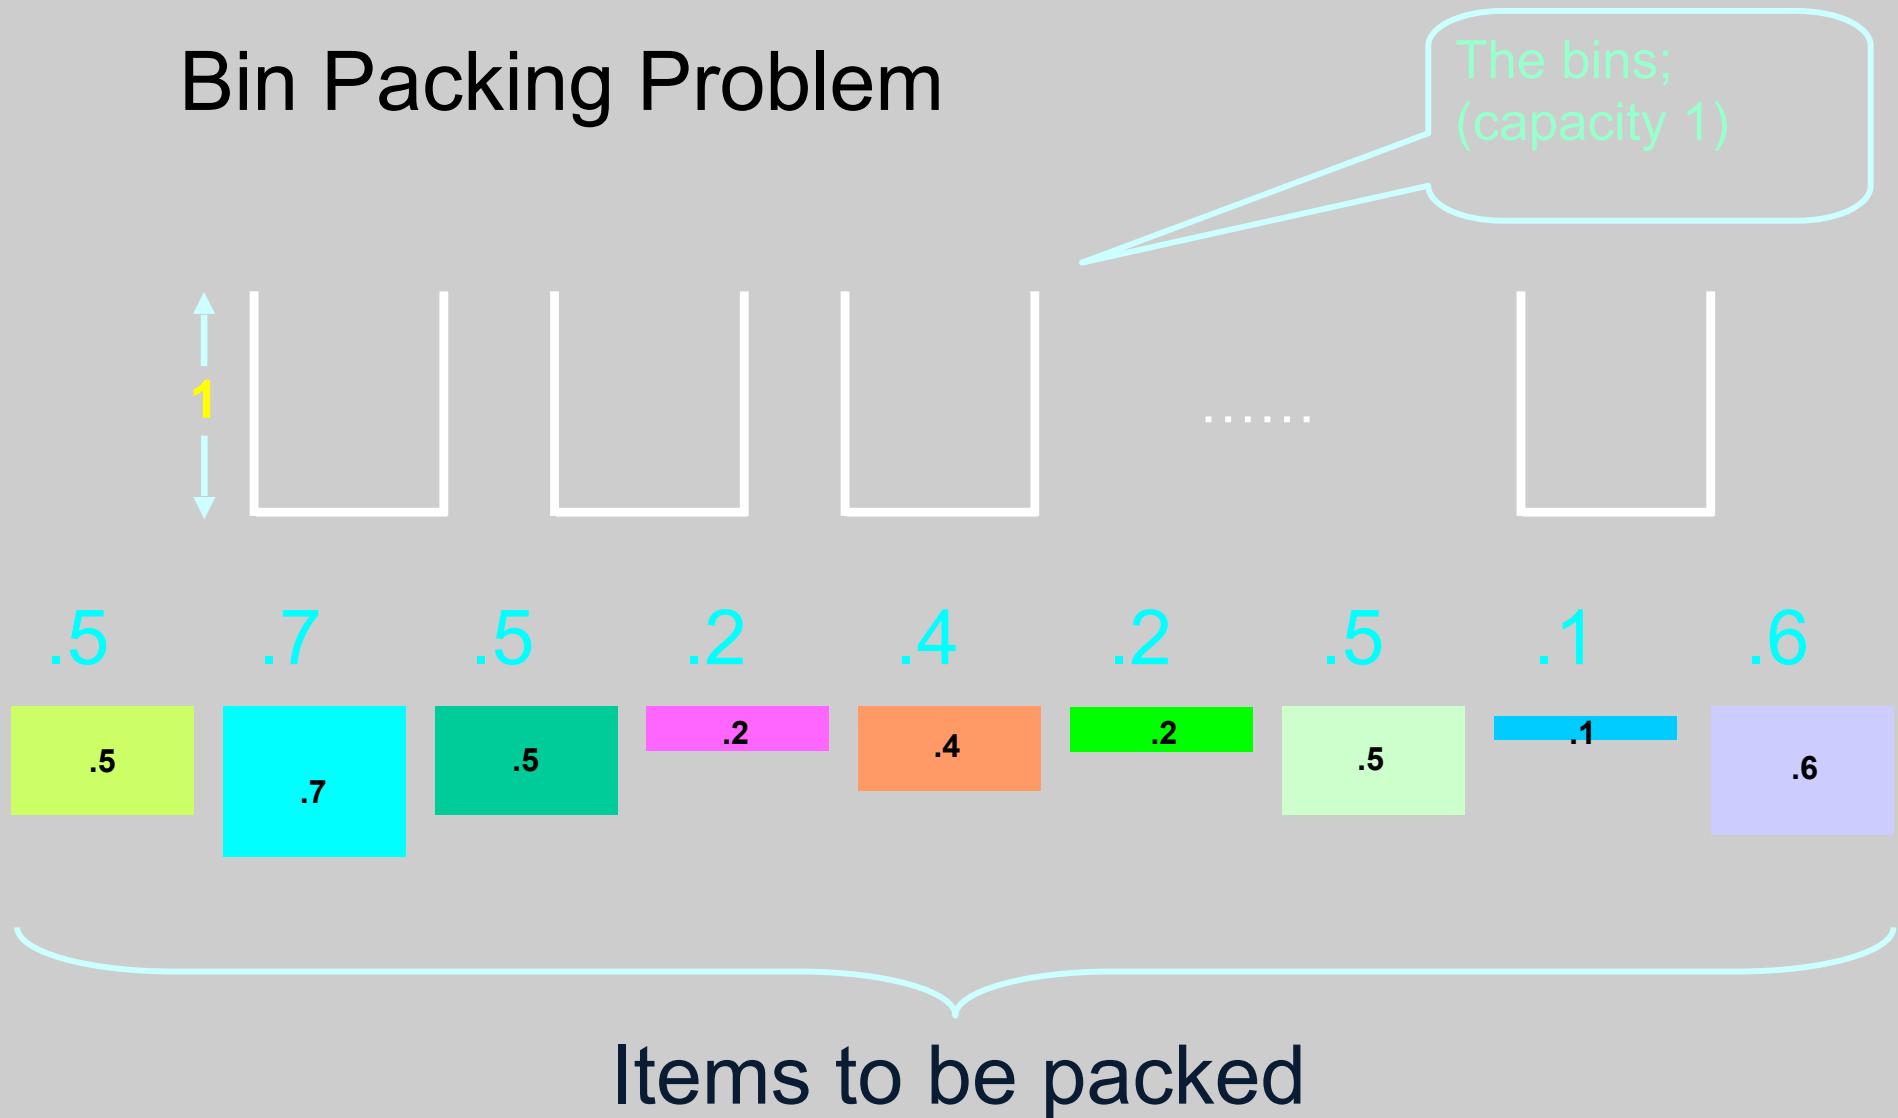 Bin Packing Problem
The bins;
(capacity 1)
1
......
.5 .7 .5 .2 .4 .2 .5 .1 .6
.5 .7 .5 .2 .4 .2 .5 .1 .6
Items to be packed